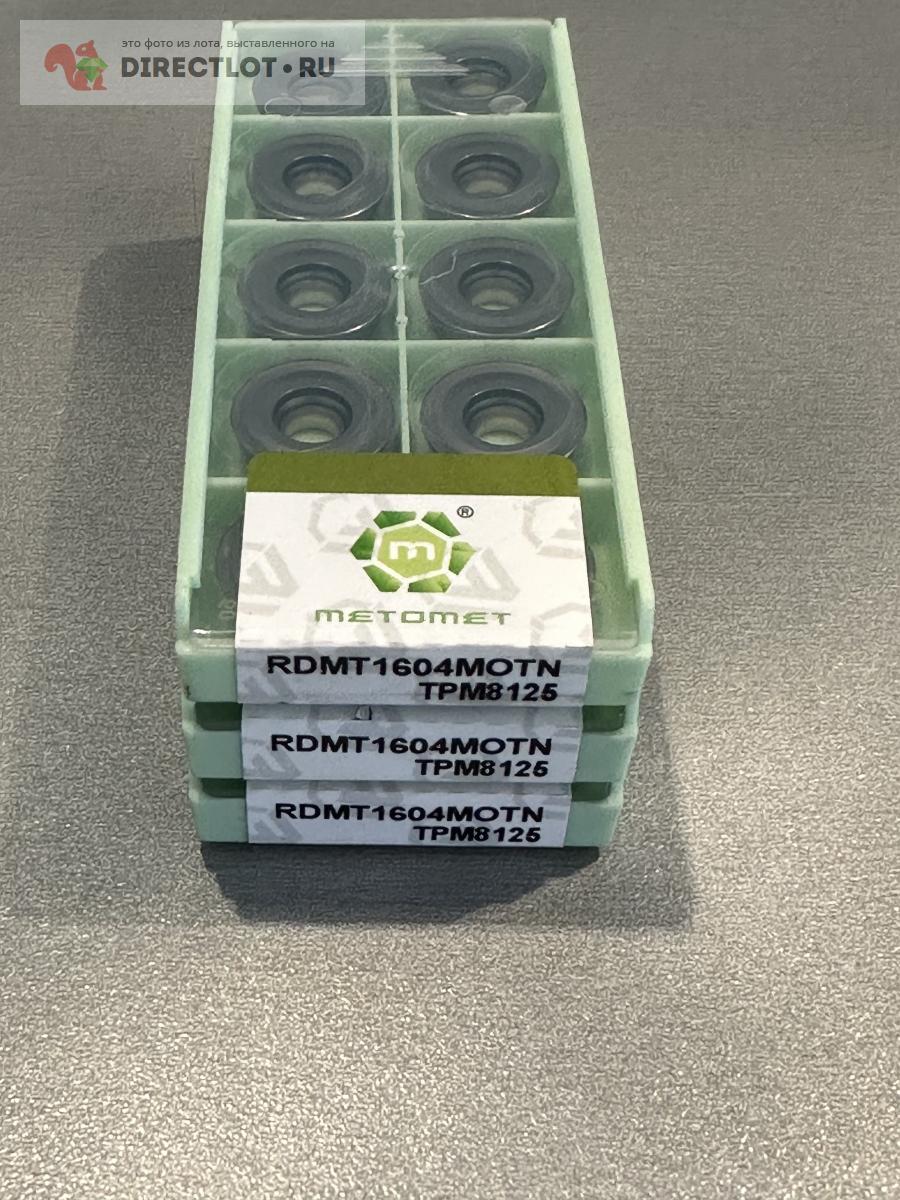 это фото из лота, выставленного на
DIRECTLOT•RU
m ®
METOMET
RDMT1604MOTN
TPM8125
RDMT1604MOTN
TPM8125
RDMT1604MOTN
TPM8125